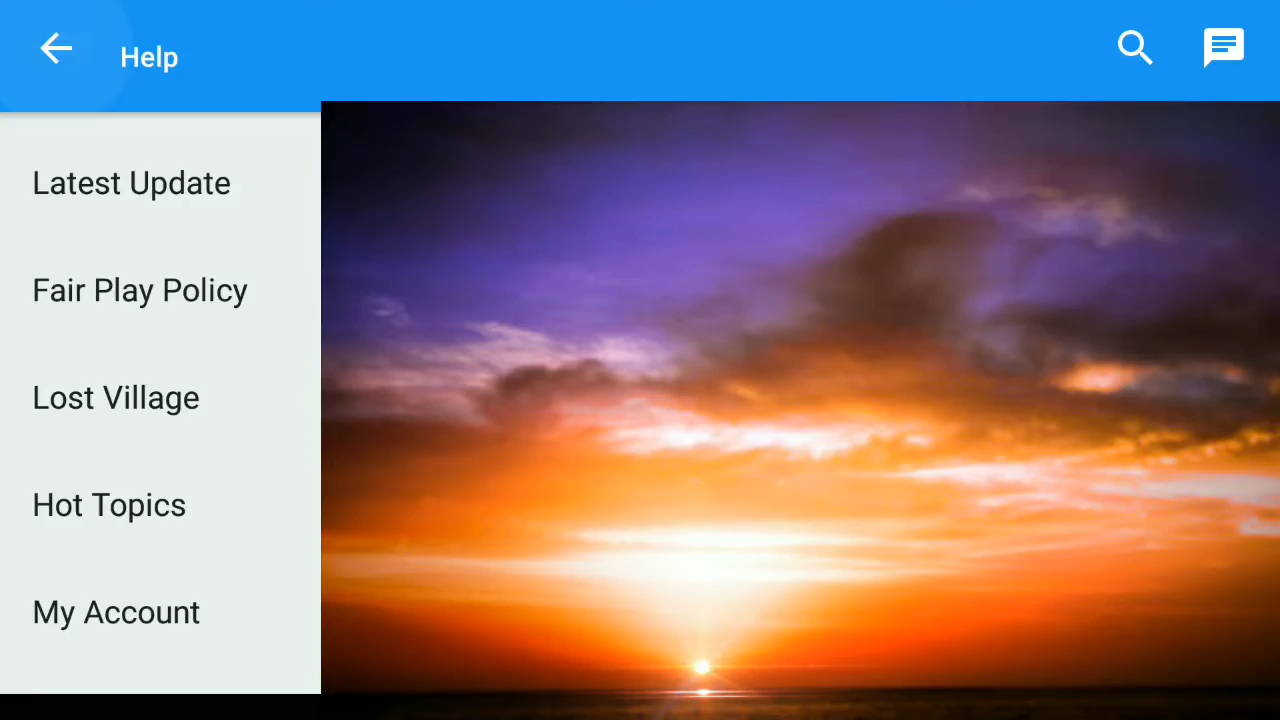 Help
Latest Update
Fair Play Policy
Lost Village
Hot Topics
My Account